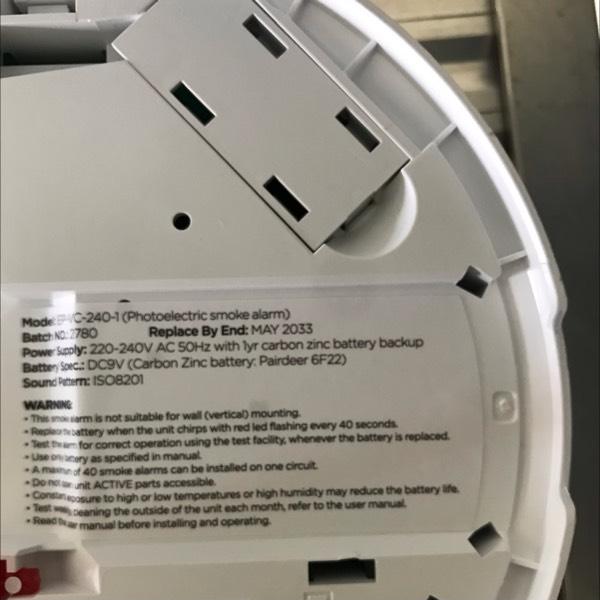 Model: EPVC-240-1 (Photoelectric smoke alarm)
Batch NO.: 2780 Replace By End: MAY 2033
Power Supply: 220-240V AC 50Hz with 1yr carbon zinc battery backup
Battery Spec.: DC9V (Carbon Zinc battery: Pairdeer 6F22)
Sound Pattern: ISO8201
WARNING:
• This smoke alarm is not suitable for wall (vertical) mounting.
• Replace the battery when the unit chirps with red led flashing every 40 seconds.
• Test the alarm for correct operation using the test facility, whenever the battery is replaced.
• Use only battery as specified in manual.
• A maximum of 40 smoke alarms can be installed on one circuit.
• Do not unit ACTIVE parts accessible.
• Constant exposure to high or low temperatures or high humidity may reduce the battery life.
• Test cleaning the outside of the unit each month, refer to the user manual.
• Read the manual before installing and operating.